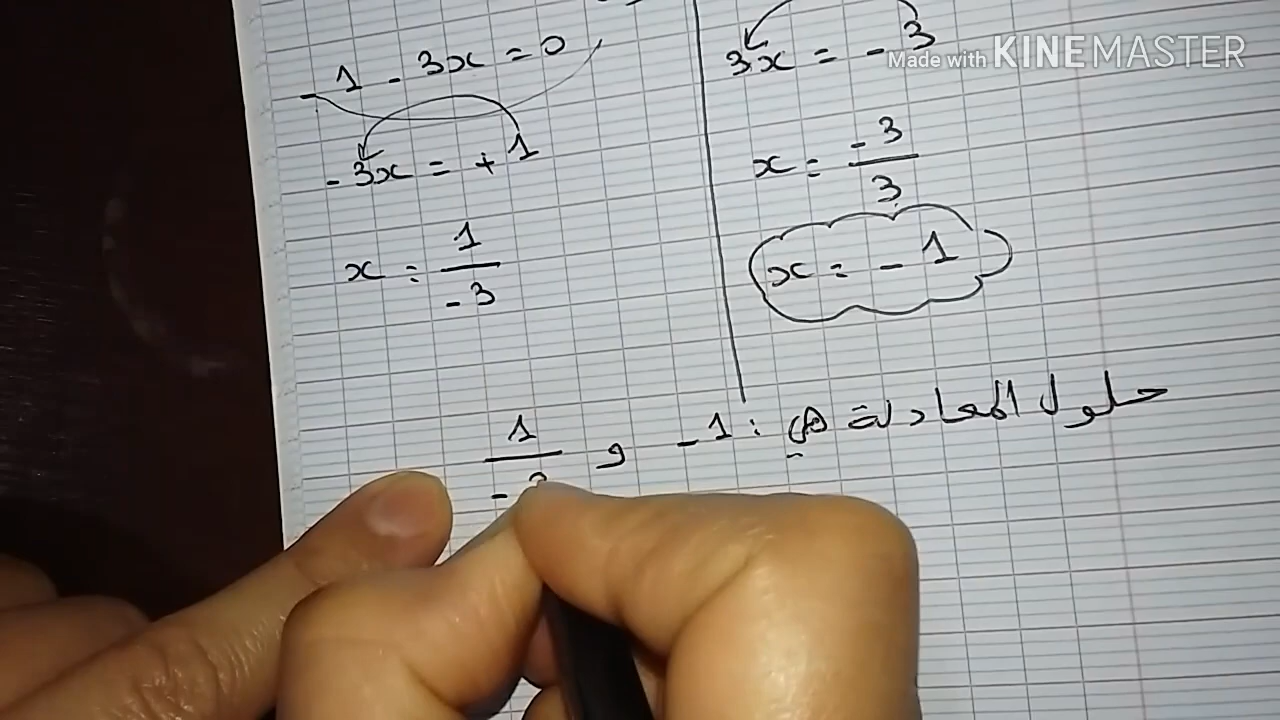 -1 - 3x = 0
-3x = +1
x = 1/-3
3x = -3
Made with KINEMASTER
x = -3/3
x = -1
حلول المعادلة هي : -1 و 1/-3